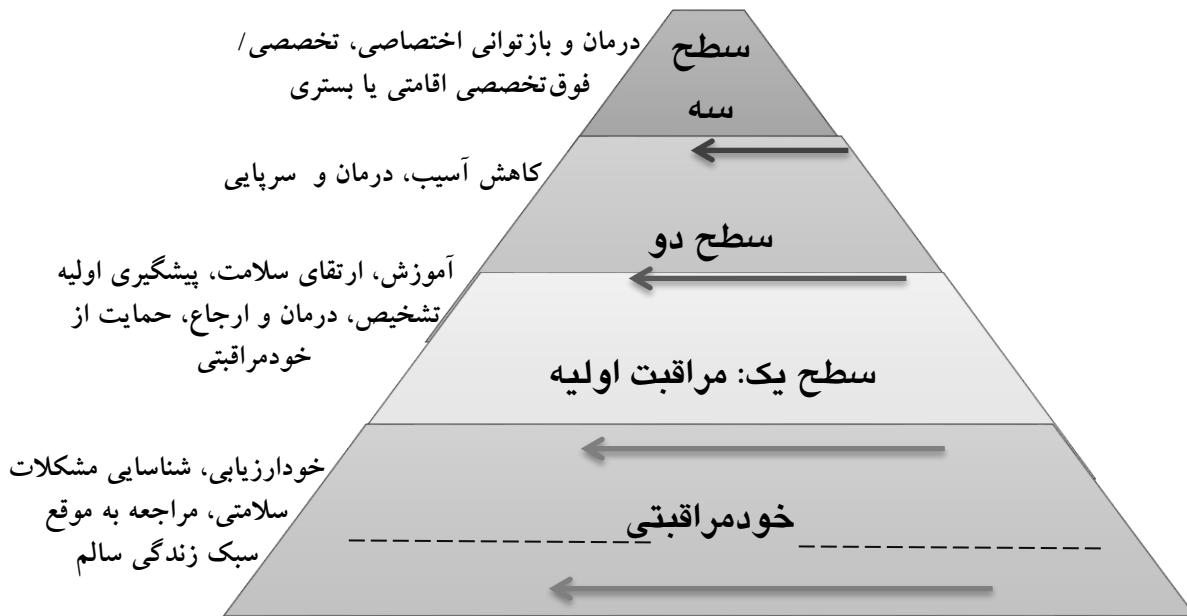 درمان و بازتوانی اختصاصی، تخصصی/
فوق‌تخصصی اقامتی یا بستری
سطح
سه
کاهش آسیب، درمان و سرپایی
سطح دو
آموزش، ارتقای سلامت، پیشگیری اولیه
تشخیص، درمان و ارجاع، حمایت از
خودمراقبتی
سطح یک: مراقبت اولیه
خودارزیابی، شناسایی مشکلات
سلامتی، مراجعه به موقع
سبک زندگی سالم
خودمراقبتی